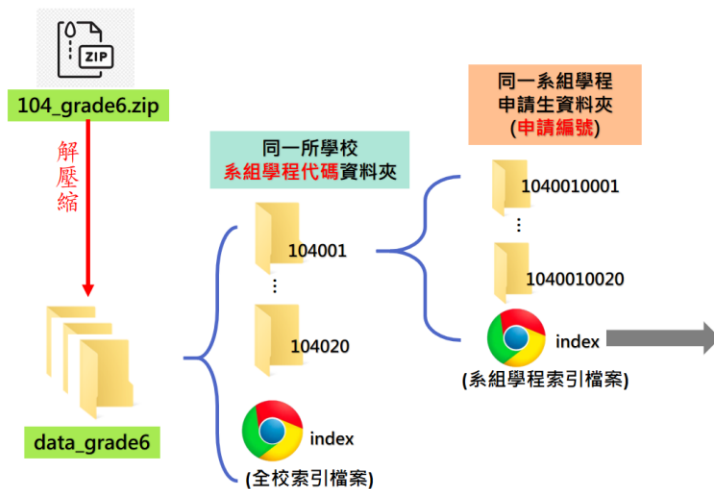 ZIP
104_grade6.zip
解壓縮
data_grade6
同一所學校
系組學程代碼資料夾
104001
⋮
104020
index
(全校索引檔案)
同一系組學程
申請生資料夾
(申請編號)
1040010001
⋮
1040010020
index
(系組學程索引檔案)